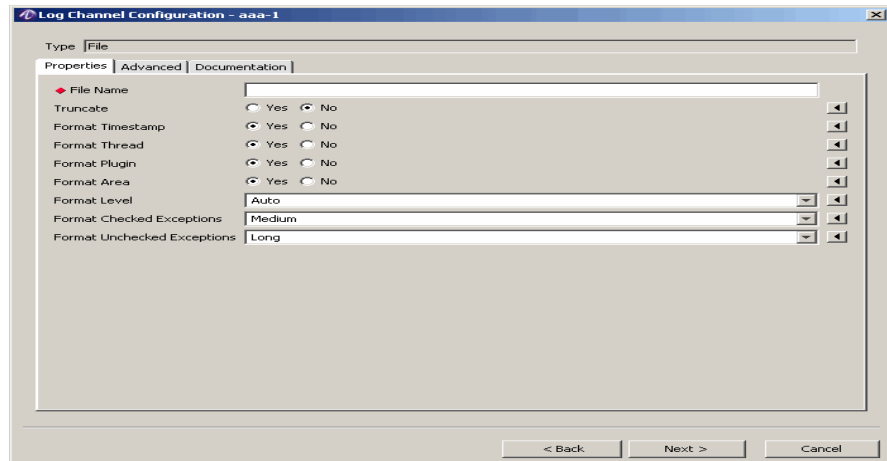 Log Channel Configuration - aaa-1
Type File
Properties Advanced Documentation
File Name
Truncate Yes No
Format Timestamp Yes No
Format Thread Yes No
Format Plugin Yes No
Format Area Yes No
Format Level Auto
Format Checked Exceptions Medium
Format Unchecked Exceptions Long
< Back Next > Cancel